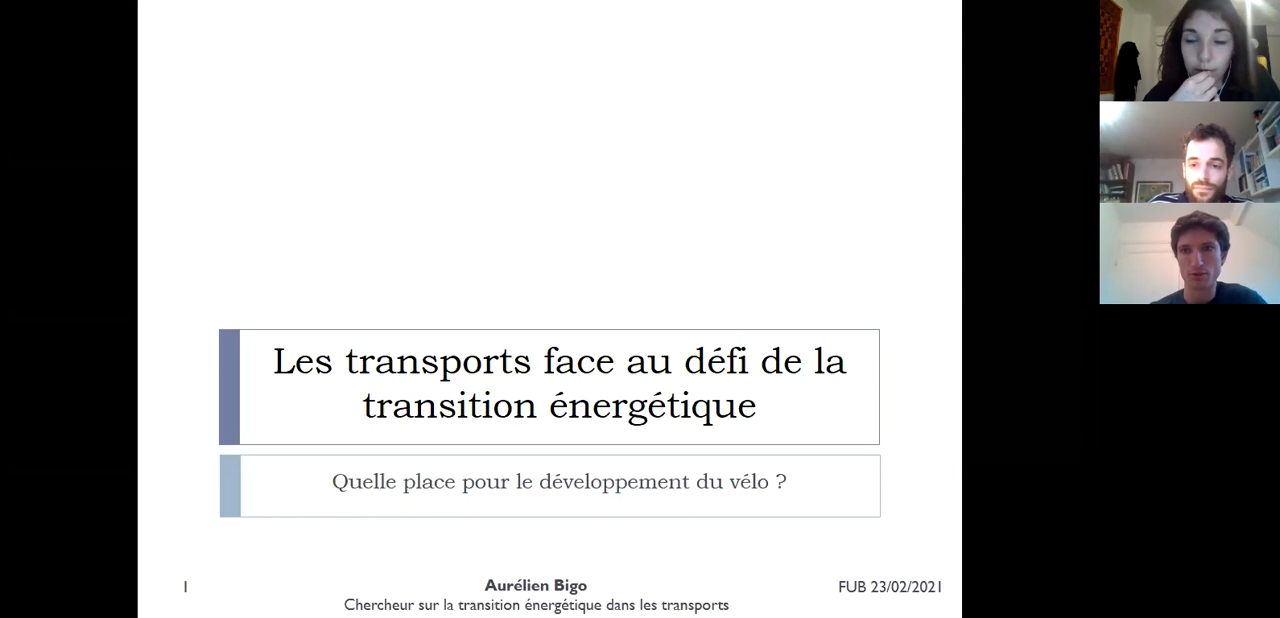 Les transports face au défi de la
transition énergétique
Quelle place pour le développement du vélo ?
1
Aurélien Bigo
FUB 23/02/2021
Chercheur sur la transition énergétique dans les transports